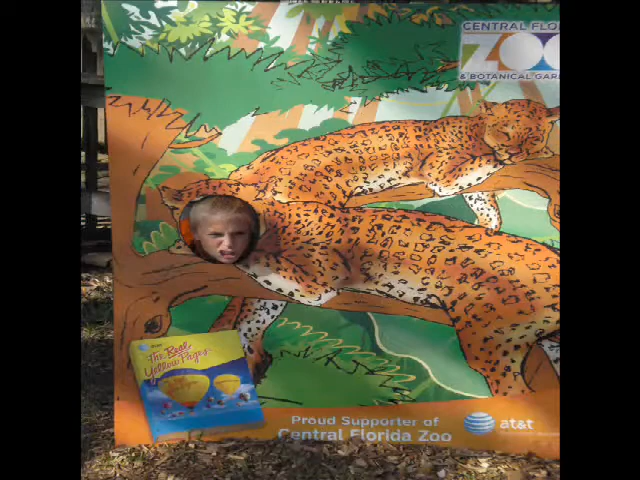 CENTRAL FLO
ZOO
& BOTANICAL GAR
The Real
Yellow Pages
Proud Supporter of
Central Florida Zoo
at&t